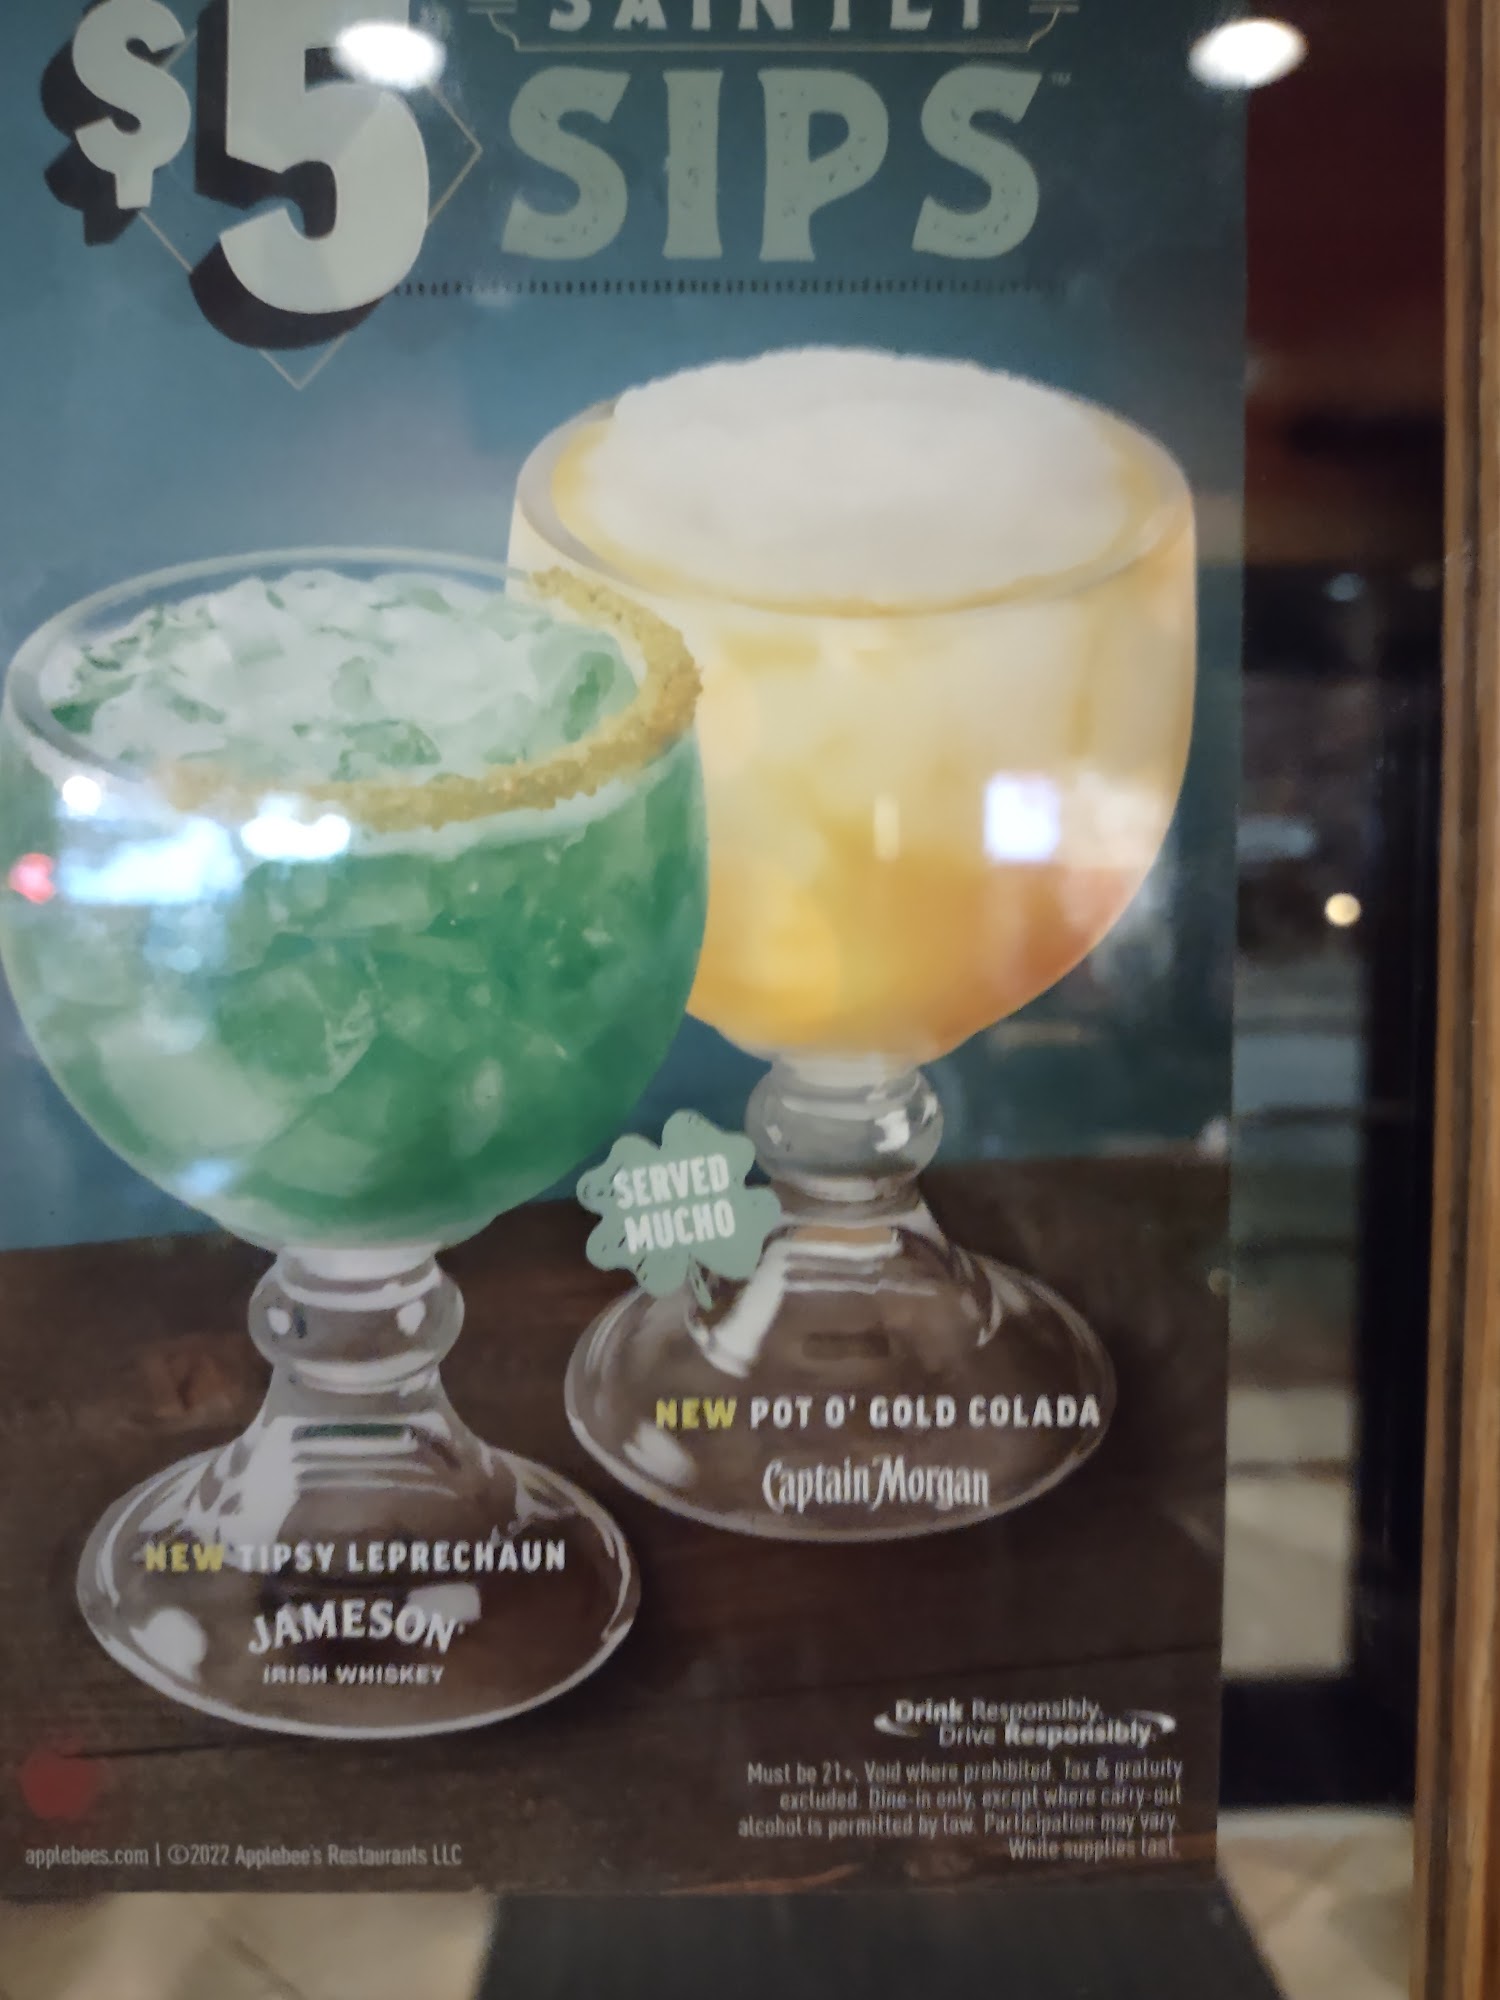 $5
SAINTLY
SIPS™
SERVED
MUCHO
NEW POT O' GOLD COLADA
Captain Morgan
NEW TIPSY LEPRECHAUN
JAMESON
IRISH WHISKEY
Drink Responsibly.
Drive Responsibly.
Must be 21+. Void where prohibited. Tax & gratuity
excluded. Dine-in only, except where carry-out
alcohol is permitted by law. Participation may vary.
While supplies last.
applebees.com | ©2022 Applebee's Restaurants LLC